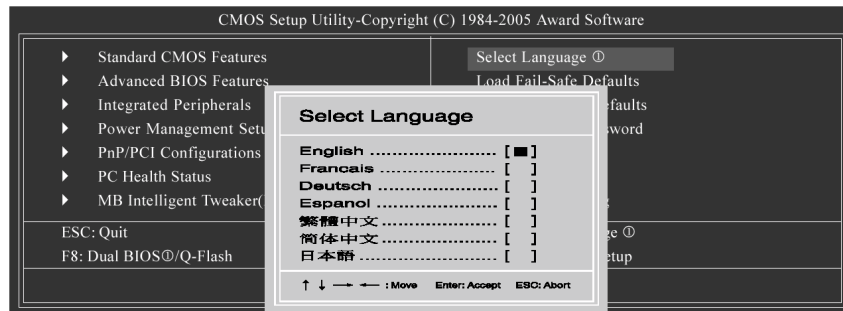 CMOS Setup Utility-Copyright (C) 1984-2005 Award Software
Standard CMOS Features
Advanced BIOS Features
Integrated Peripherals
Power Management Setu
PnP/PCI Configurations
PC Health Status
MB Intelligent Tweaker(
Select Language ①
Load Fail-Safe Defaults
efaults
sword
ESC: Quit
F8: Dual BIOS①/Q-Flash
ge ①
etup
Select Language
English .......................... [■]
Francais ........................ [ ]
Deutsch ........................ [ ]
Espanol ........................ [ ]
繁體中文 ........................ [ ]
简体中文 ........................ [ ]
日本語 ........................... [ ]
↑ ↓ → ← : Move Enter: Accept ESC: Abort